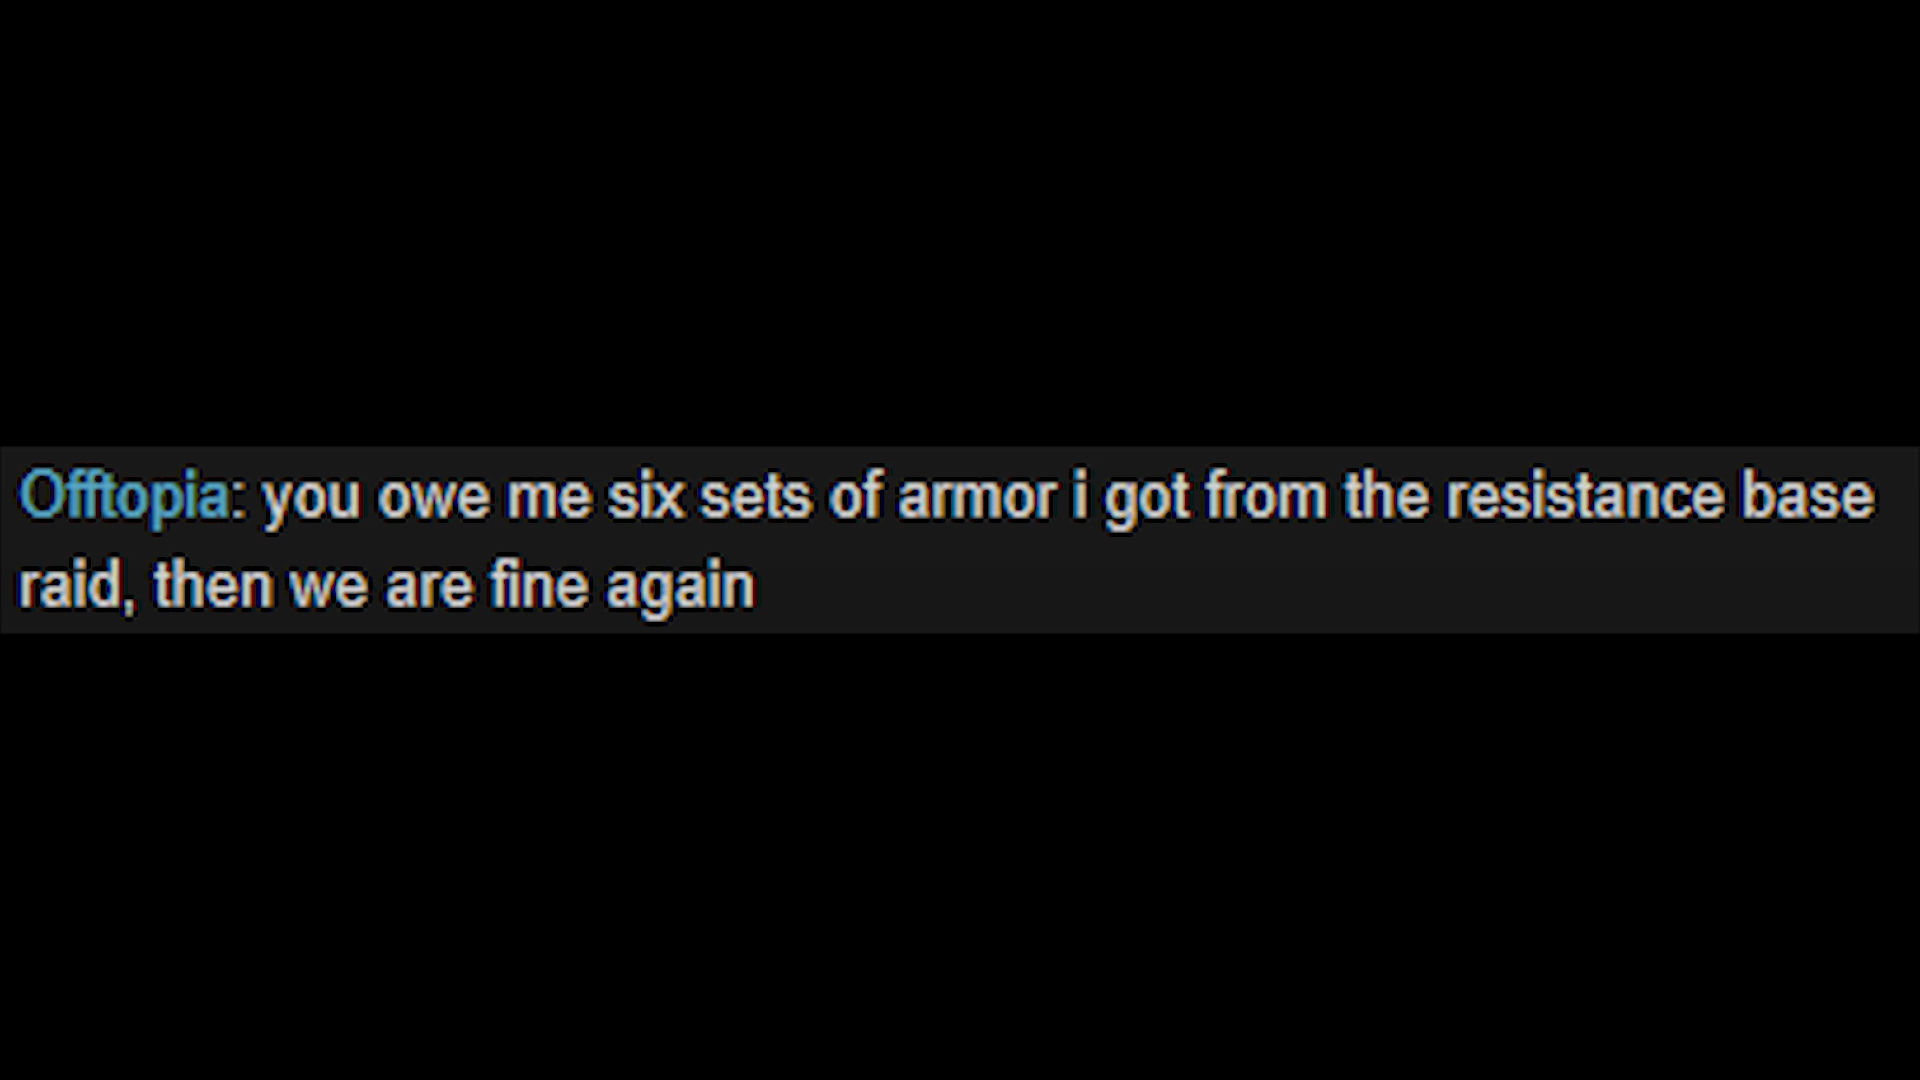 Offtopia: you owe me six sets of armor i got from the resistance base
raid, then we are fine again